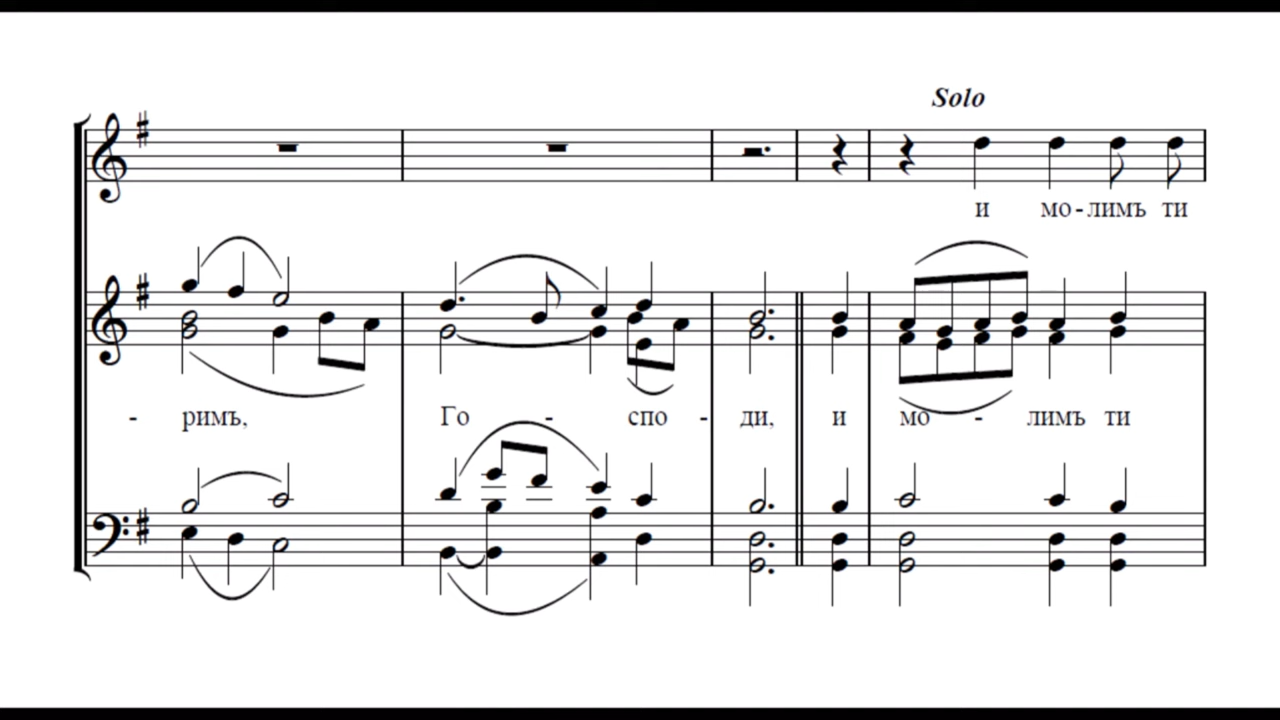 Solo
и мо-лимъ ти
- римъ, Го - спо - ди, и мо - лимъ ти